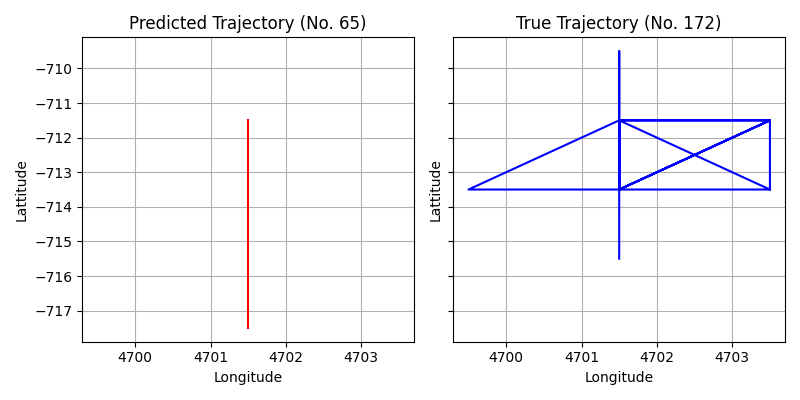 Predicted Trajectory (No. 65)
True Trajectory (No. 172)
−710
−711
−712
−713
−714
−715
−716
−717
Lattitude
Lattitude
4700 4701 4702 4703
4700 4701 4702 4703
Longitude
Longitude